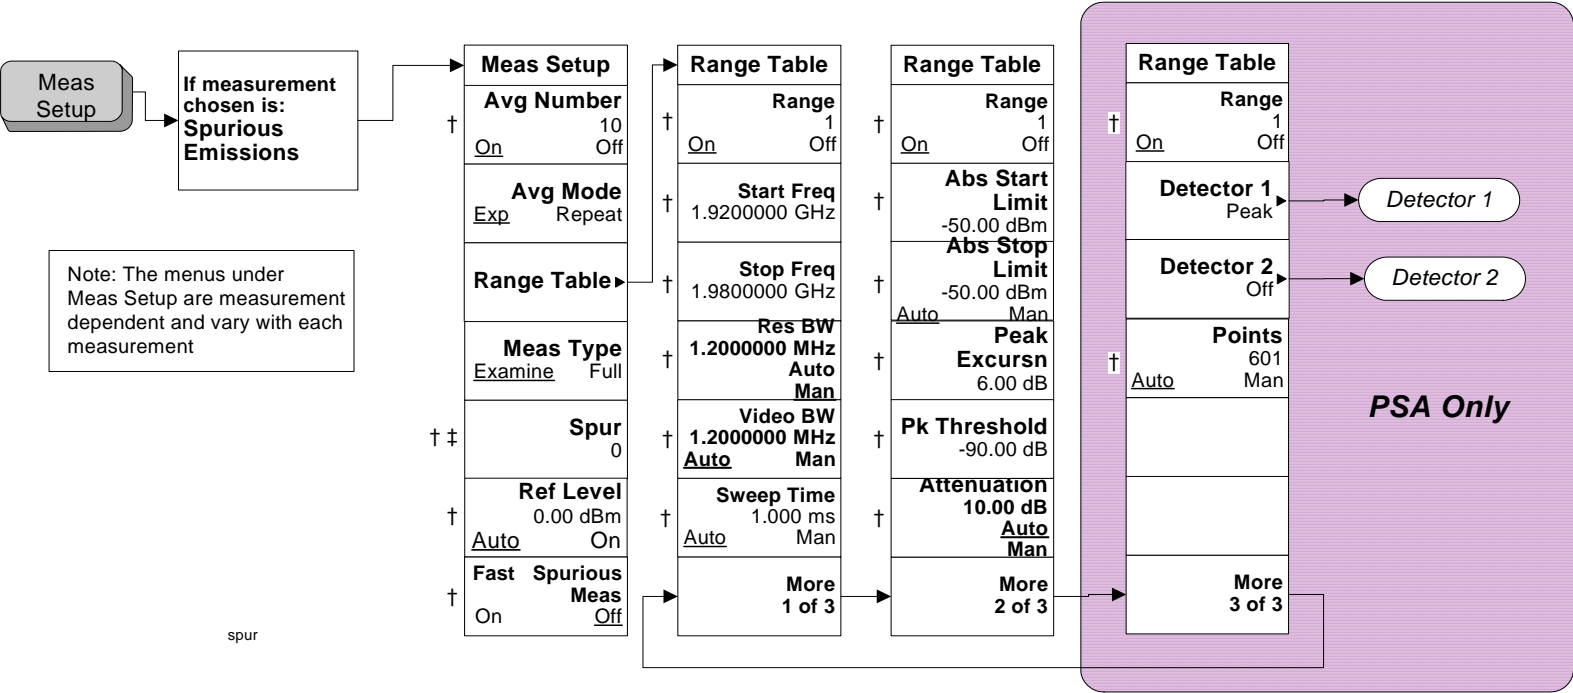 Meas
Setup
If measurement
chosen is:
Spurious
Emissions
Note: The menus under
Meas Setup are measurement
dependent and vary with each
measurement
spur
Meas Setup
Avg Number
†
10
On Off
Avg Mode
Exp Repeat
Range Table
Meas Type
Examine Full
† ‡
Spur
0
Ref Level
†
0.00 dBm
Auto On
Fast Spurious
†
Meas
On Off
Range Table
Range
†
1
On Off
Start Freq
†
1.9200000 GHz
Stop Freq
†
1.9800000 GHz
Res BW
†
1.2000000 MHz
Auto
Man
Video BW
†
1.2000000 MHz
Auto Man
Sweep Time
†
1.000 ms
Auto Man
More
1 of 3
Range Table
Range
†
1
On Off
Abs Start
†
Limit
-50.00 dBm
Abs Stop
Limit
†
-50.00 dBm
Auto Man
Peak
†
Excursn
6.00 dB
†
Pk Threshold
-90.00 dB
Attenuation
†
10.00 dB
Auto
Man
More
2 of 3
Range Table
Range
†
1
On Off
Detector 1
Peak
Detector 2
Off
Points
†
601
Auto Man
More
3 of 3
Detector 1
Detector 2
PSA Only